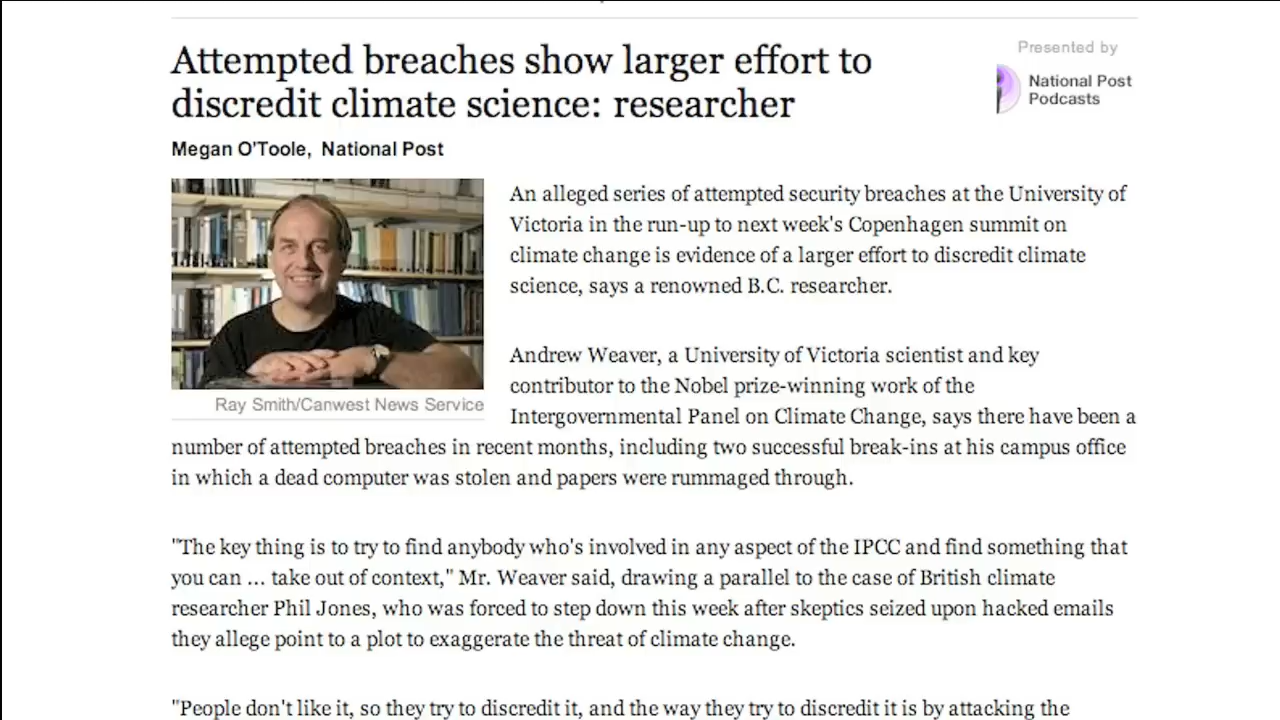 Attempted breaches show larger effort to
discredit climate science: researcher
Presented by
National Post
Podcasts
Megan O'Toole, National Post
An alleged series of attempted security breaches at the University of
Victoria in the run-up to next week's Copenhagen summit on
climate change is evidence of a larger effort to discredit climate
science, says a renowned B.C. researcher.
Andrew Weaver, a University of Victoria scientist and key
contributor to the Nobel prize-winning work of the
Ray Smith/Canwest News Service
Intergovernmental Panel on Climate Change, says there have been a
number of attempted breaches in recent months, including two successful break-ins at his campus office
in which a dead computer was stolen and papers were rummaged through.
"The key thing is to try to find anybody who's involved in any aspect of the IPCC and find something that
you can ... take out of context," Mr. Weaver said, drawing a parallel to the case of British climate
researcher Phil Jones, who was forced to step down this week after skeptics seized upon hacked emails
they allege point to a plot to exaggerate the threat of climate change.
"People don't like it, so they try to discredit it, and the way they try to discredit it is by attacking the